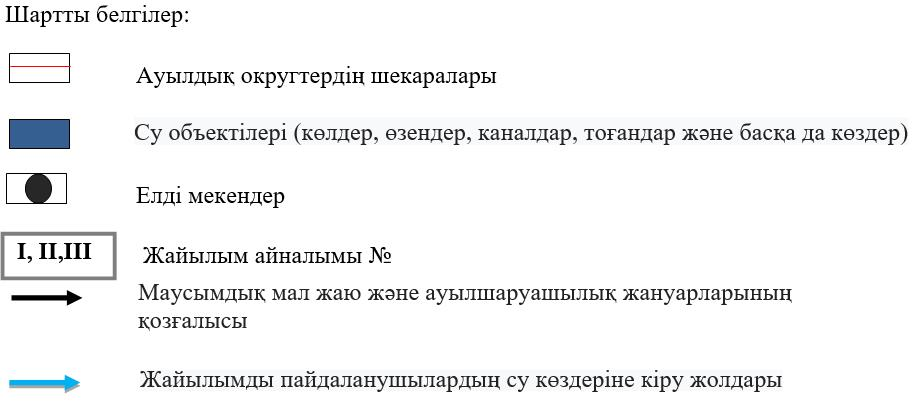 Шартты белгілер:
Ауылдық округтердің шекаралары
Су объектілері (көлдер, өзендер, каналдар, тоғандар және басқа да көздер)
Елді мекендер
I, II,III Жайылым айналымы №
Маусымдық мал жаю және ауылшаруашылық жануарларының
қозғалысы
Жайылымды пайдаланушылардың су көздеріне кіру жолдары